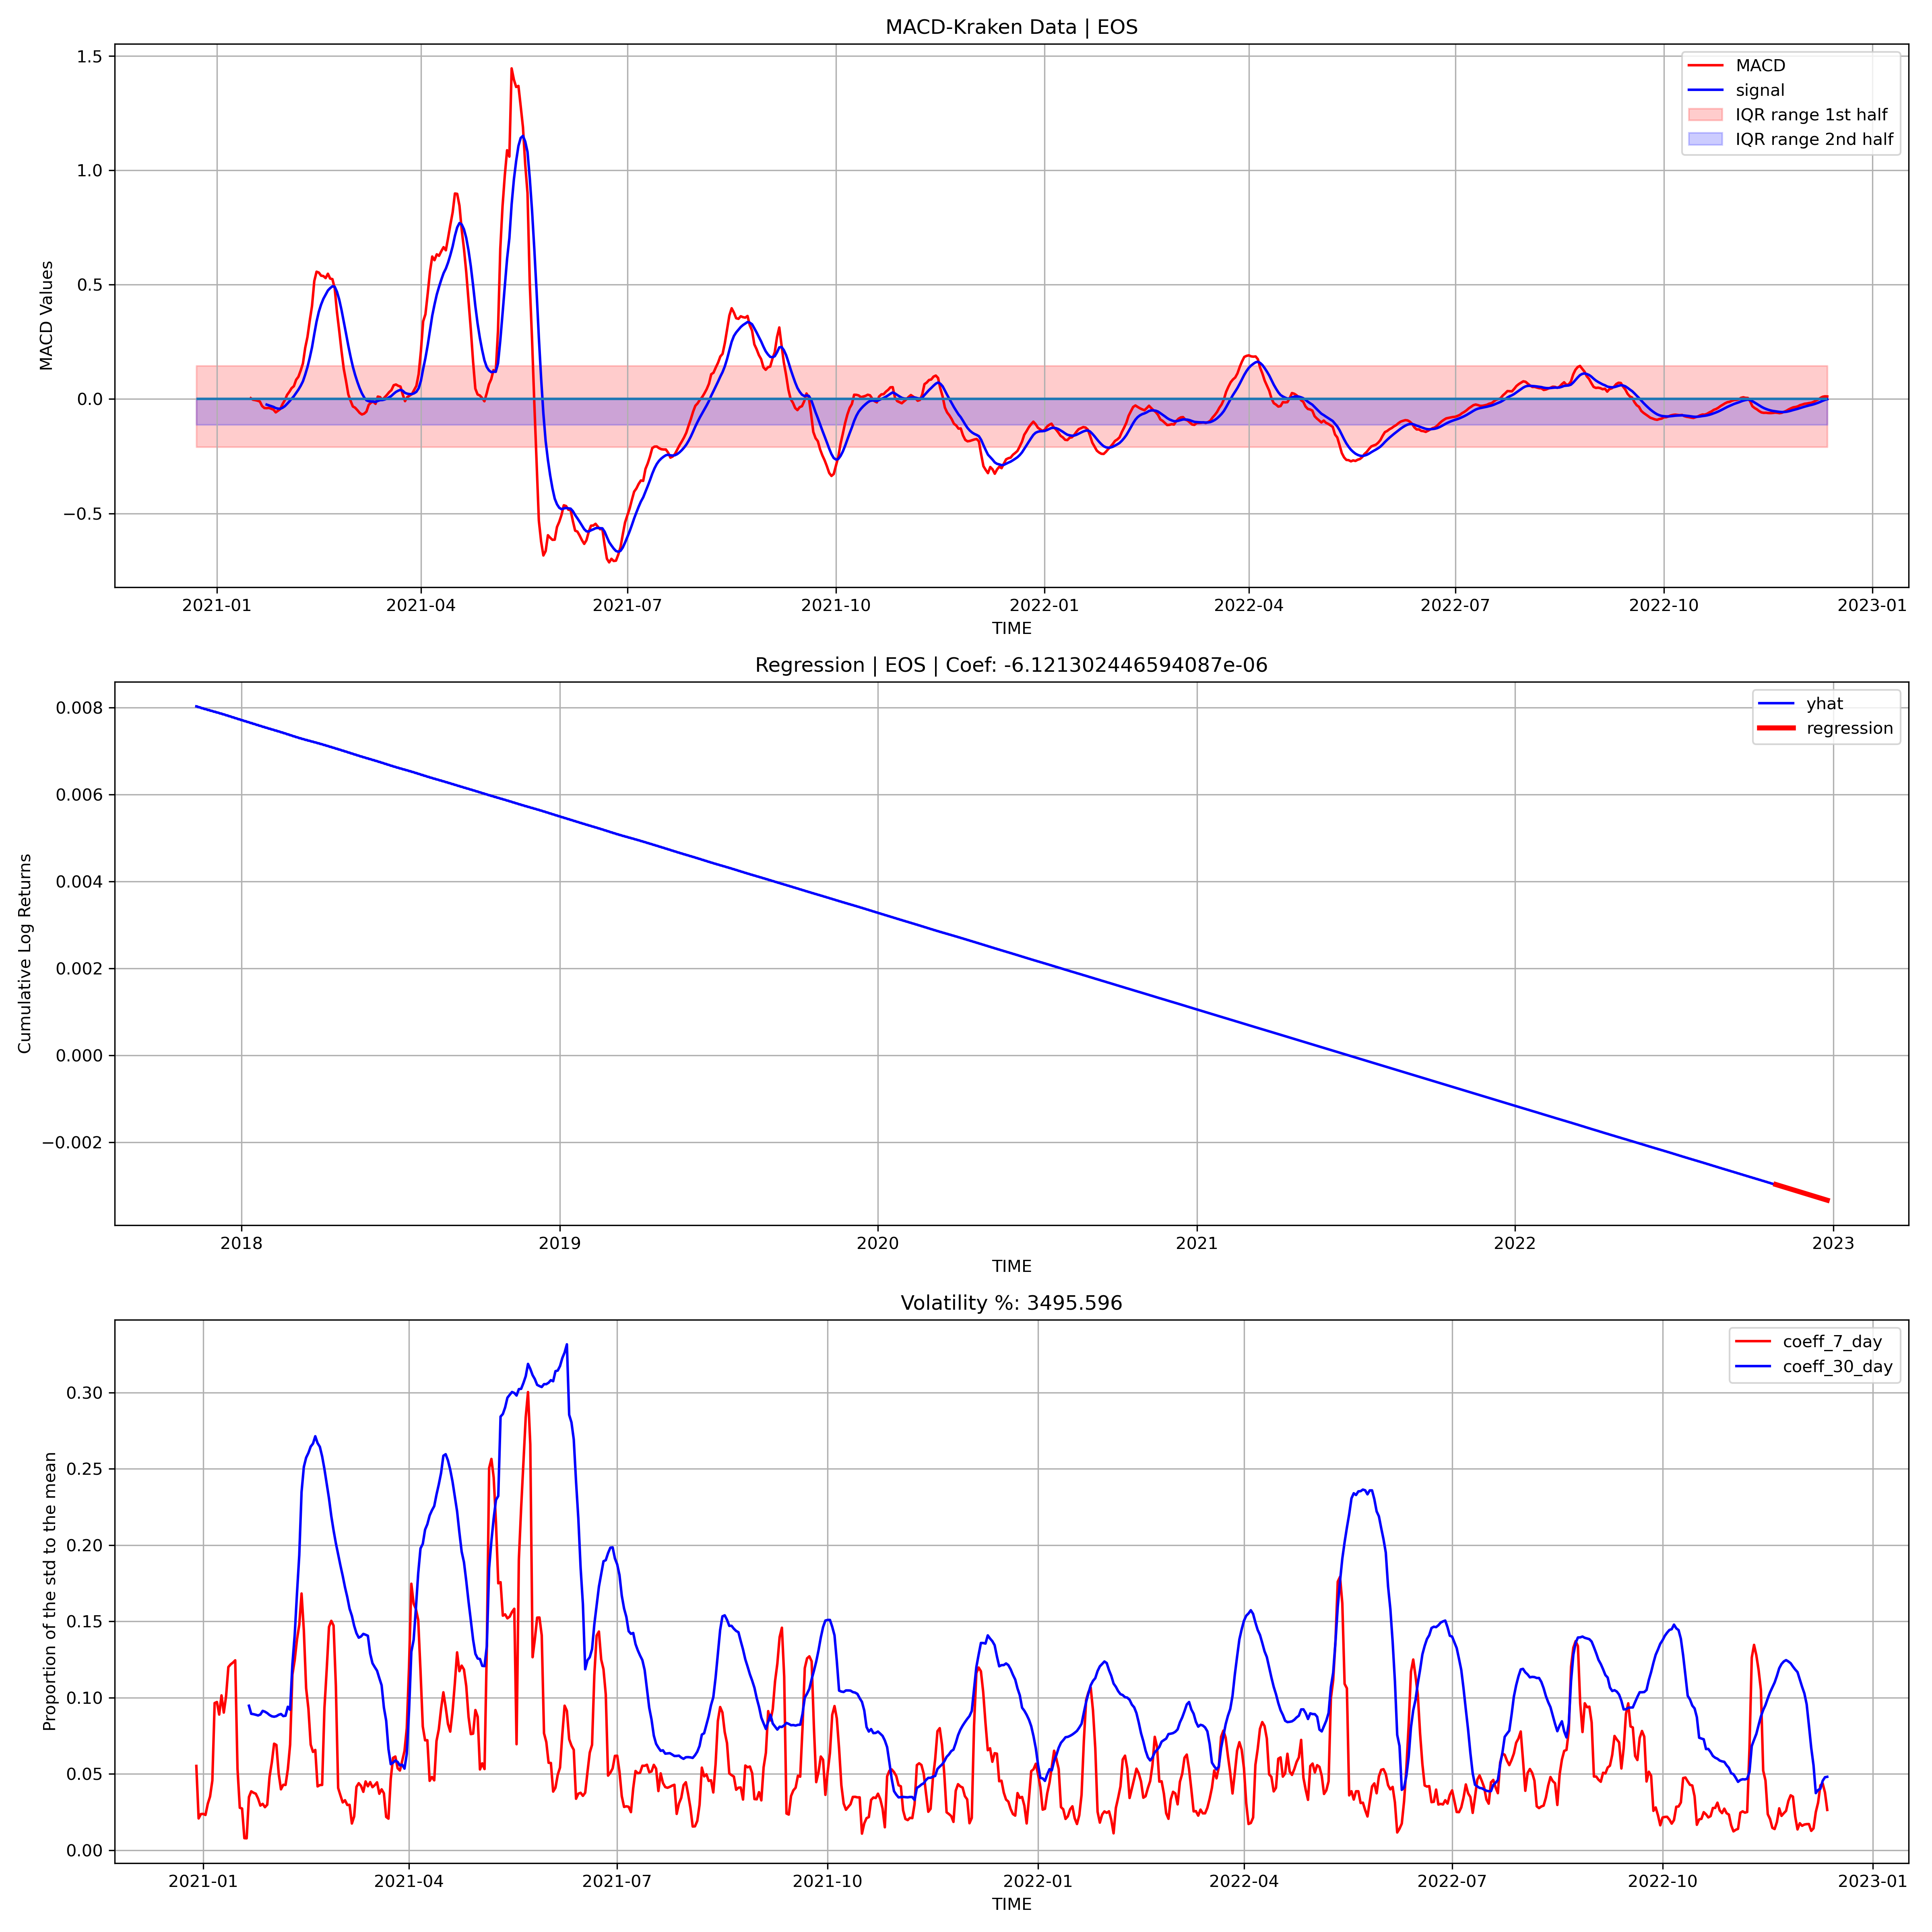 MACD-Kraken Data | EOS
MACD Values
1.5
1.0
0.5
0.0
−0.5
MACD
signal
IQR range 1st half
IQR range 2nd half
2021-01 2021-04 2021-07 2021-10 2022-01 2022-04 2022-07 2022-10 2023-01
TIME
Regression | EOS | Coef: -6.121302446594087e-06
Cumulative Log Returns
0.008
0.006
0.004
0.002
0.000
−0.002
yhat
regression
2018 2019 2020 2021 2022 2023
TIME
Volatility %: 3495.596
Proportion of the std to the mean
0.30
0.25
0.20
0.15
0.10
0.05
0.00
coeff_7_day
coeff_30_day
2021-01 2021-04 2021-07 2021-10 2022-01 2022-04 2022-07 2022-10 2023-01
TIME